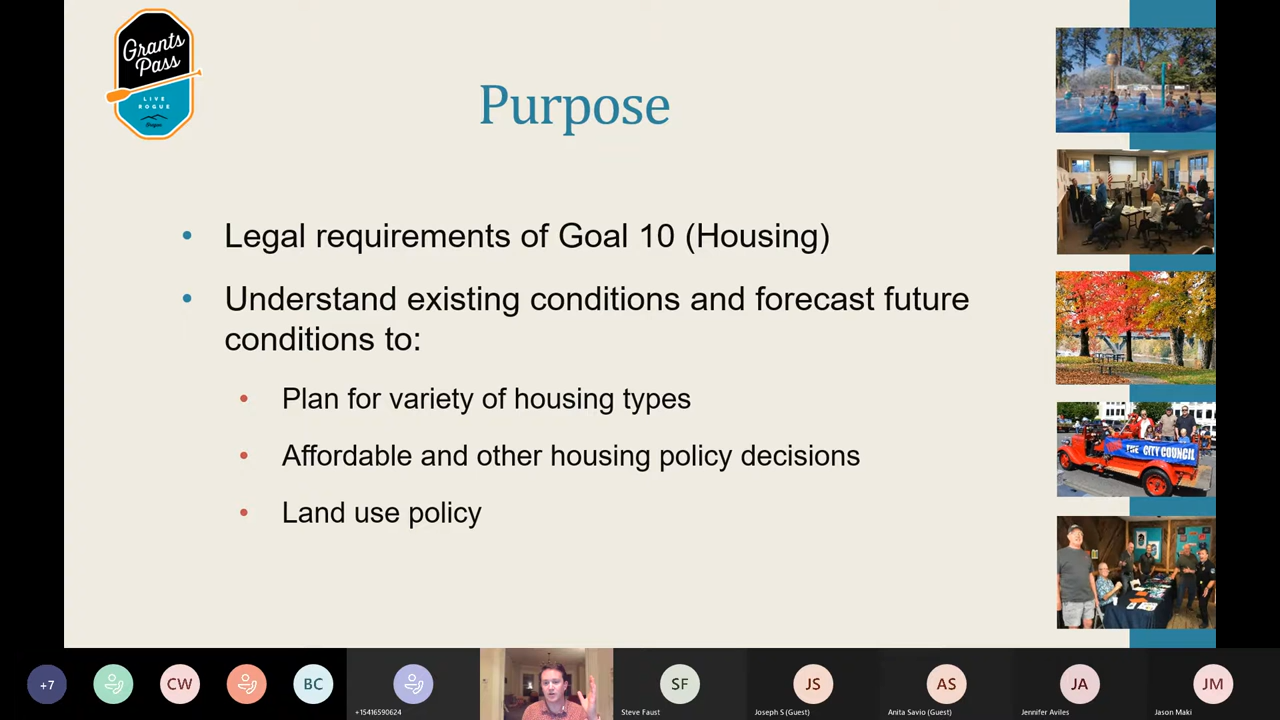 Grants
Pass
LIVE
ROGUE
Oregon
Purpose
Legal requirements of Goal 10 (Housing)
Understand existing conditions and forecast future
conditions to:
Plan for variety of housing types
Affordable and other housing policy decisions
Land use policy
THE CITY COUNCIL
+7
CW
BC
+15416590624
SF
Steve Faust
JS
Joseph S (Guest)
AS
Anita Savio (Guest)
JA
Jennifer Aviles
JM
Jason Maki